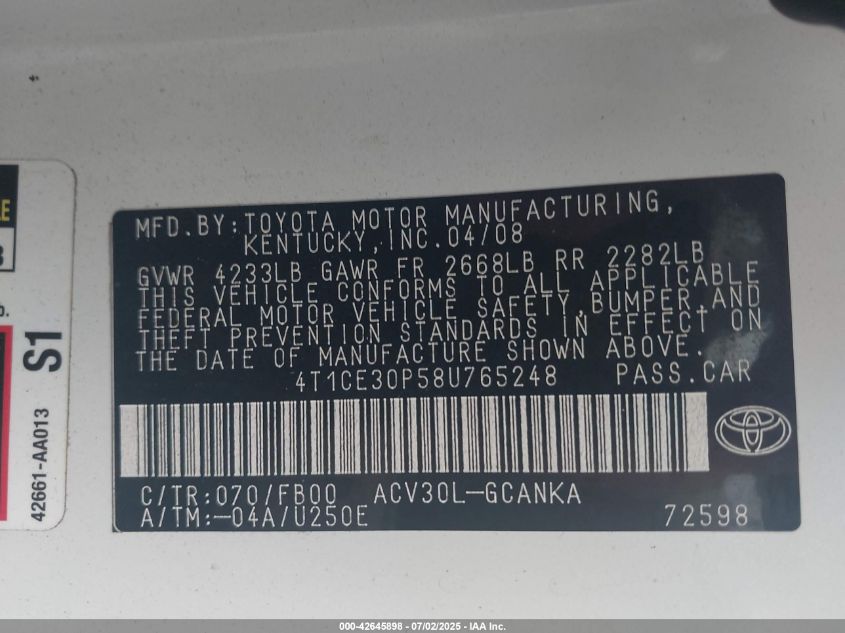 MFD.BY:TOYOTA MOTOR MANUFACTURING,
KENTUCKY,INC.04/08
GVWR 4233LB GAWR FR 2668LB RR 2282LB
THIS VEHICLE CONFORMS TO ALL APPLICABLE
FEDERAL MOTOR VEHICLE SAFETY,BUMPER,AND
THEFT PREVENTION STANDARDS IN EFFECT ON
THE DATE OF MANUFACTURE SHOWN ABOVE.
4T1CE30P58U765248 PASS.CAR
C/TR:070/FB00 ACV30L-GCANKA
A/TM:-04A/U250E 72598
S1
42661-AA013
000-42645898 - 07/02/2025 - IAA Inc.